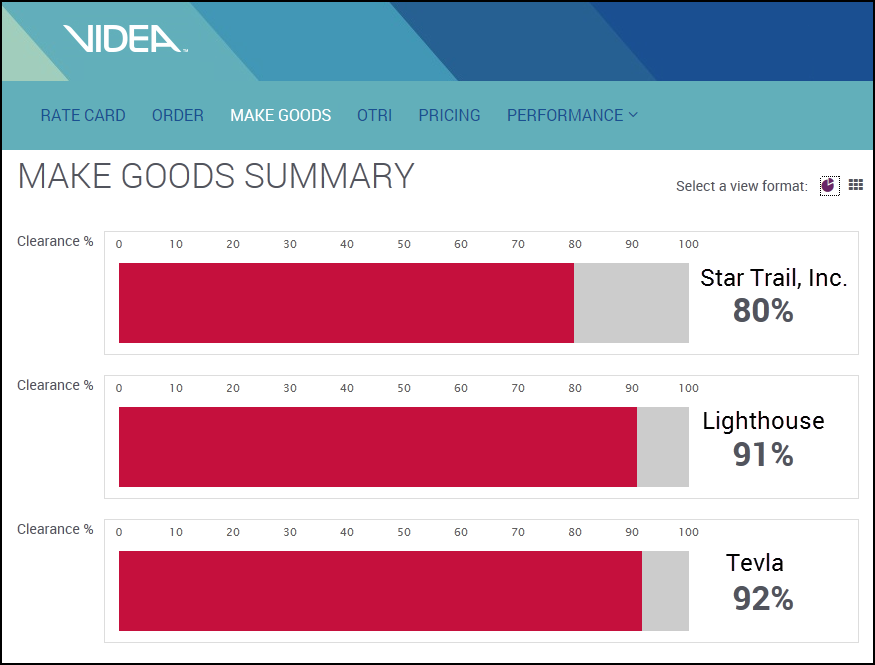 VIDEA™
RATE CARD ORDER MAKE GOODS OTRI PRICING PERFORMANCE
MAKE GOODS SUMMARY
Select a view format:
Clearance % 0 10 20 30 40 50 60 70 80 90 100
Star Trail, Inc.
80%
Clearance % 0 10 20 30 40 50 60 70 80 90 100
Lighthouse
91%
Clearance % 0 10 20 30 40 50 60 70 80 90 100
Tevla
92%